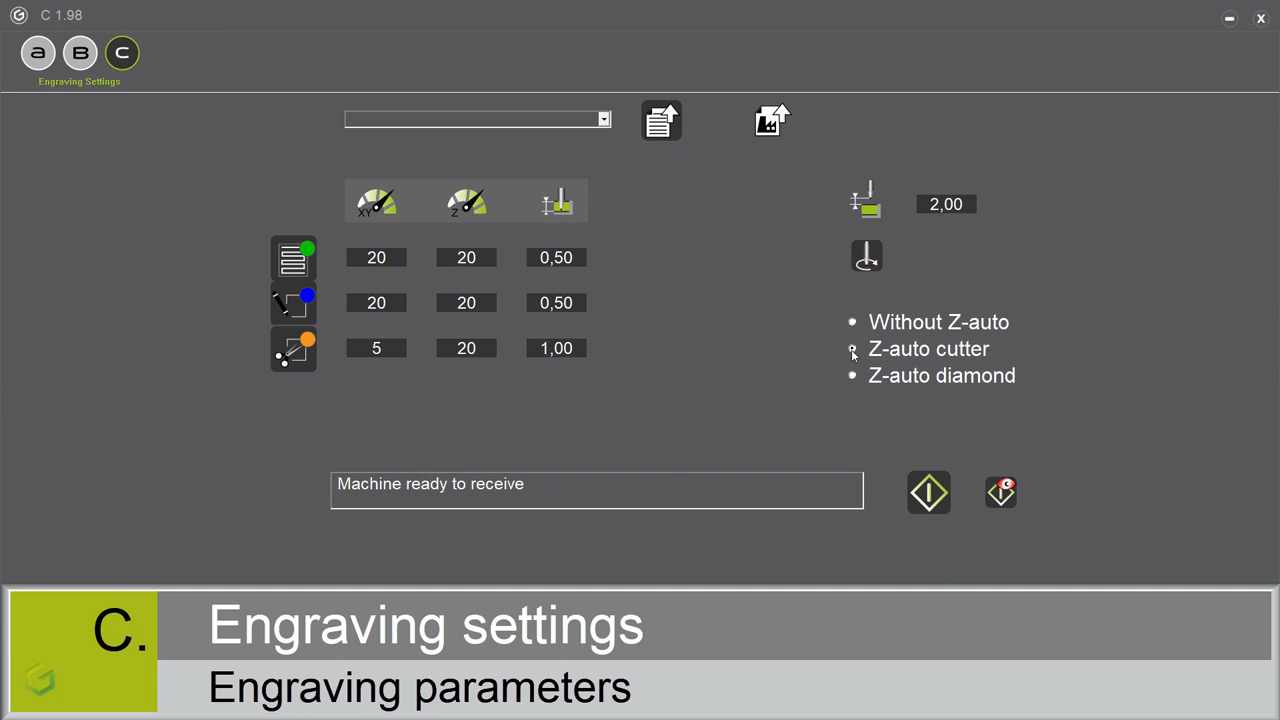 C 1.98
a B C
Engraving Settings
XY Z
2,00
20 20 0,50
20 20 0,50
5 20 1,00
Without Z-auto
Z-auto cutter
Z-auto diamond
Machine ready to receive
C. Engraving settings
Engraving parameters